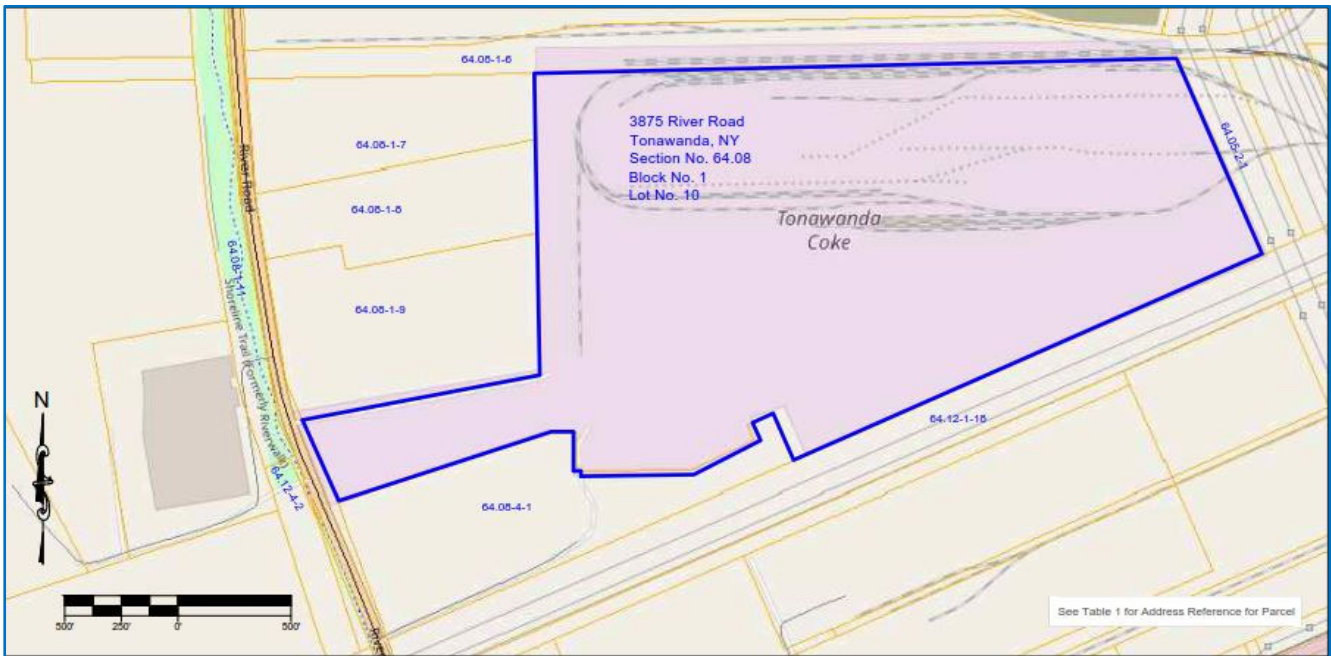 64.08-1-6
3875 River Road
Tonawanda, NY
Section No. 64.08
Block No. 1
Lot No. 10
64.05-2-1
64.08-1-7
River Road
64.08-1-8
Tonawanda
Coke
64.08-1-11
64.08-1-9
Shoreline Trail (Formerly Riverwalk)
N
64.12-1-18
64.12-4-2
64.08-4-1
500' 250' 0' 500'
See Table 1 for Address Reference for Parcel
River